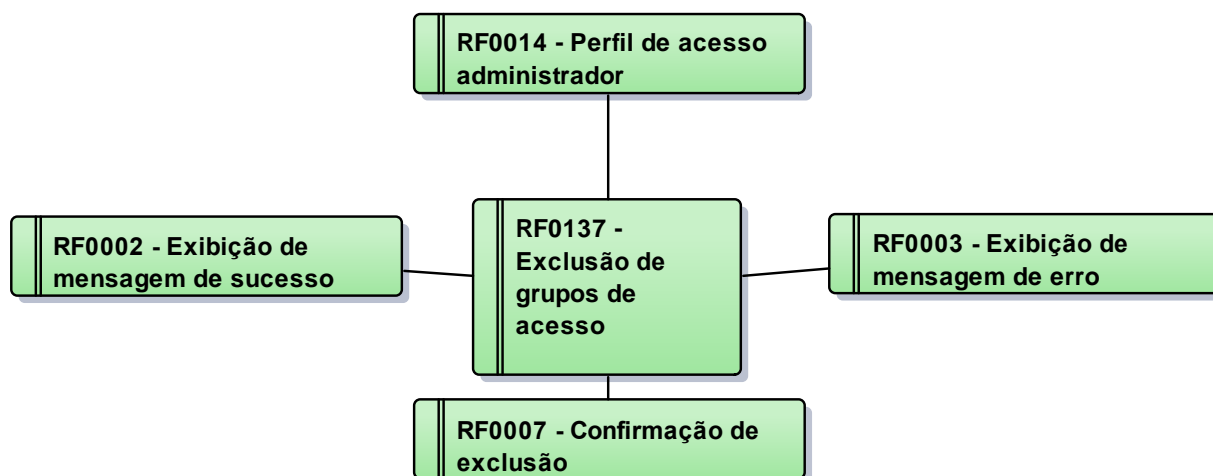 RF0014 - Perfil de acesso
administrador
RF0002 - Exibição de
mensagem de sucesso
RF0137 -
Exclusão de
grupos de
acesso
RF0003 - Exibição de
mensagem de erro
RF0007 - Confirmação de
exclusão